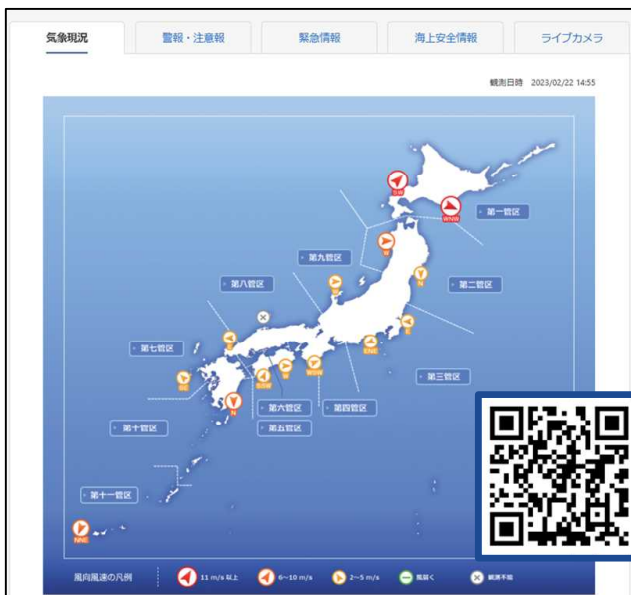 気象現況
警報・注意報
緊急情報
海上安全情報
ライブカメラ
観測日時 2023/02/22 14:55
SW
WNW
第一管区
W
第九管区
N
第二管区
第八管区
E
第七管区
ENE
第三管区
SE
SSW
W
WSW
N
第六管区
第四管区
第十管区
第五管区
第十一管区
NNE
風向風速の凡例
11 m/s 以上
6~10 m/s
2~5 m/s
風弱く
観測不能